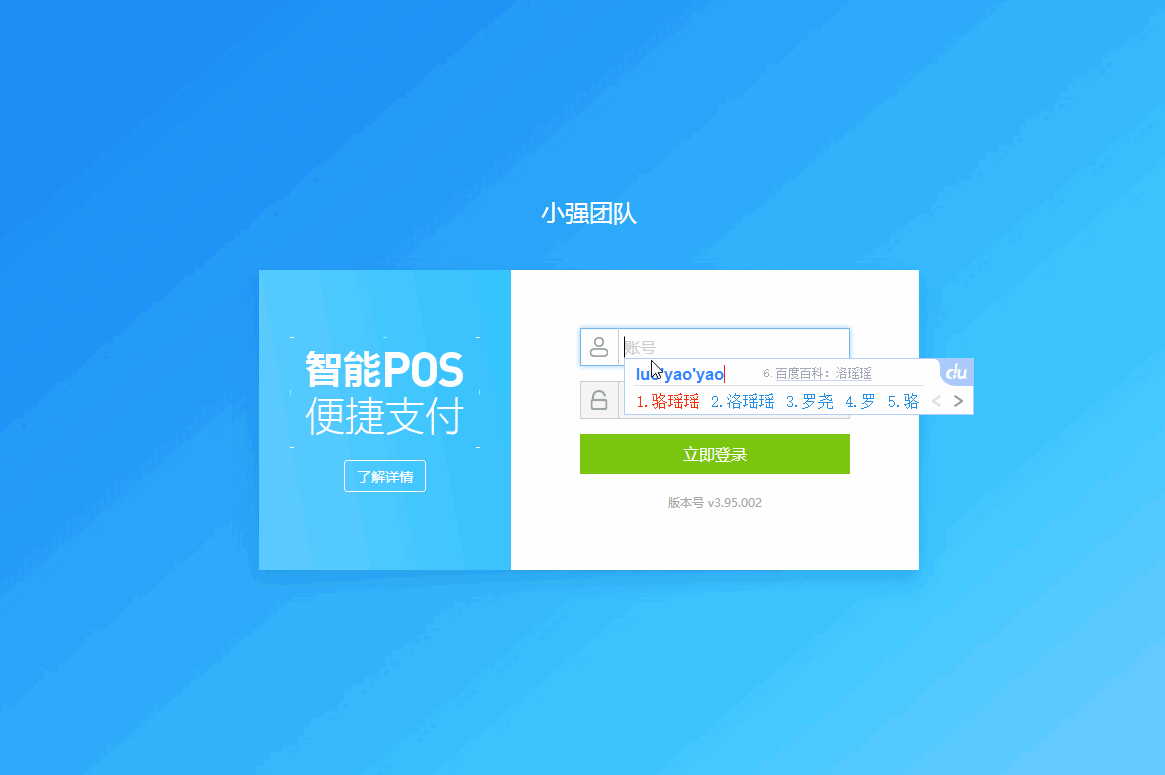 小强团队
智能POS
便捷支付
了解详情
账号
luo'yao'yao
6. 百度百科：洛瑶瑶
du
1.骆瑶瑶 2.洛瑶瑶 3.罗尧 4.罗 5.骆
立即登录
版本号 v3.95.002